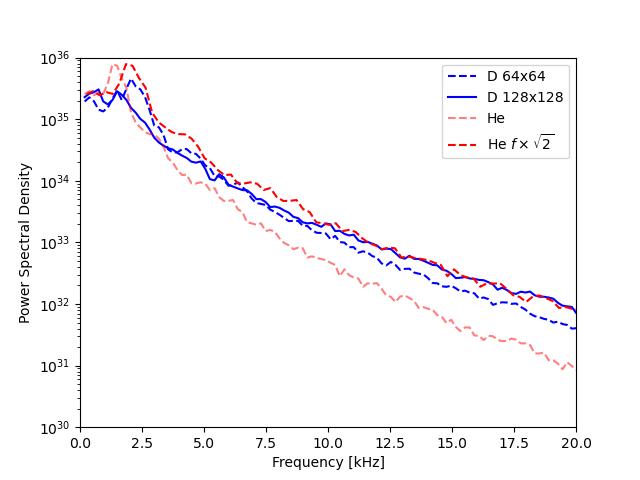 10^36
10^35
10^34
10^33
10^32
10^31
10^30
Power Spectral Density
D 64x64
D 128x128
He
He f × √2
0.0 2.5 5.0 7.5 10.0 12.5 15.0 17.5 20.0
Frequency [kHz]